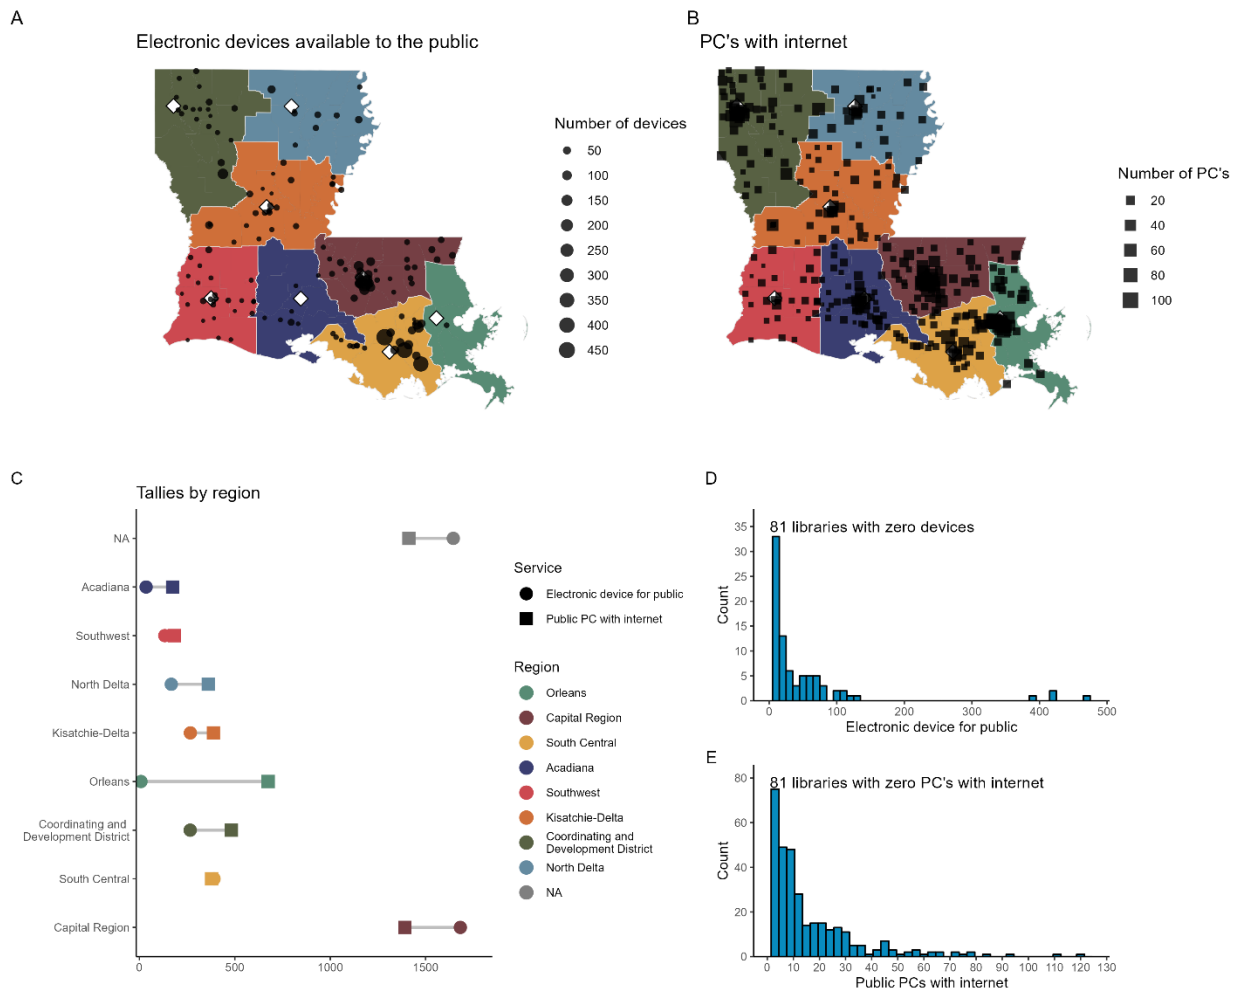 A
Electronic devices available to the public
Number of devices
50
100
150
200
250
300
350
400
450
B
PC's with internet
Number of PC's
20
40
60
80
100
C
Tallies by region
NA
Acadiana
Southwest
North Delta
Kisatchie-Delta
Orleans
Coordinating and
Development District
South Central
Capital Region
0
500
1000
1500
Service
Electronic device for public
Public PC with internet
Region
Orleans
Capital Region
South Central
Acadiana
Southwest
Kisatchie-Delta
Coordinating and
Development District
North Delta
NA
D
81 libraries with zero devices
Count
35
30
25
20
15
10
5
0
0
100
200
300
400
500
Electronic device for public
E
81 libraries with zero PC's with internet
Count
80
60
40
20
0
0
10
20
30
40
50
60
70
80
90
100
110
120
130
Public PCs with internet